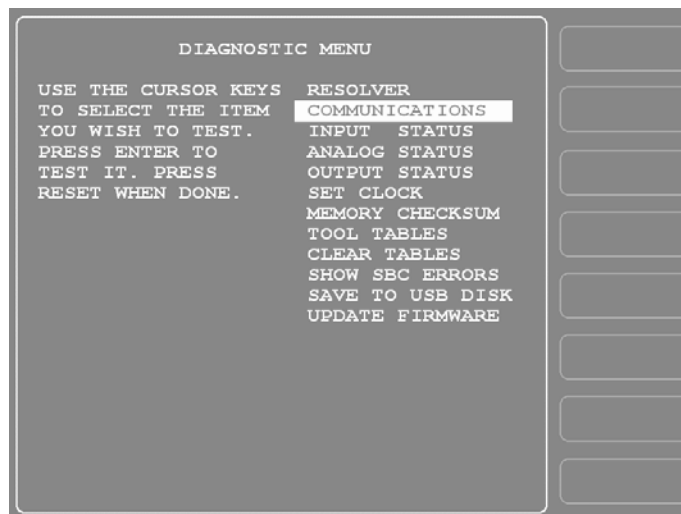 DIAGNOSTIC MENU
USE THE CURSOR KEYS
TO SELECT THE ITEM
YOU WISH TO TEST.
PRESS ENTER TO
TEST IT. PRESS
RESET WHEN DONE.
RESOLVER
COMMUNICATIONS
INPUT STATUS
ANALOG STATUS
OUTPUT STATUS
SET CLOCK
MEMORY CHECKSUM
TOOL TABLES
CLEAR TABLES
SHOW SBC ERRORS
SAVE TO USB DISK
UPDATE FIRMWARE